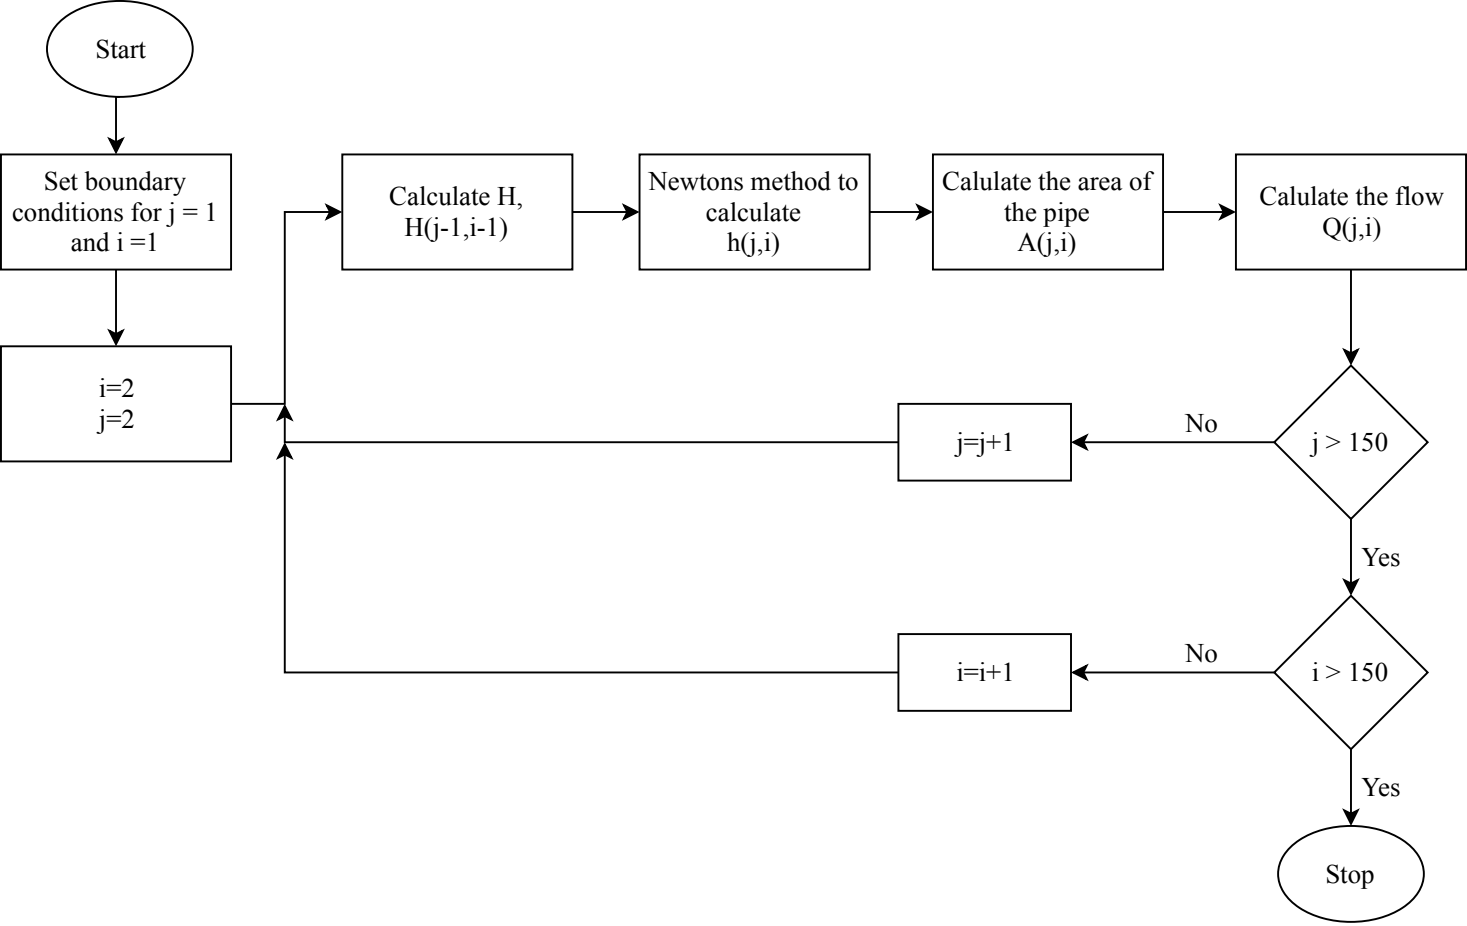 Start
Set boundary
conditions for j = 1
and i =1
i=2
j=2
Calculate H,
H(j-1,i-1)
Newtons method to
calculate
h(j,i)
Calulate the area of
the pipe
A(j,i)
Calulate the flow
Q(j,i)
j > 150
No
j=j+1
Yes
i > 150
No
i=i+1
Yes
Stop